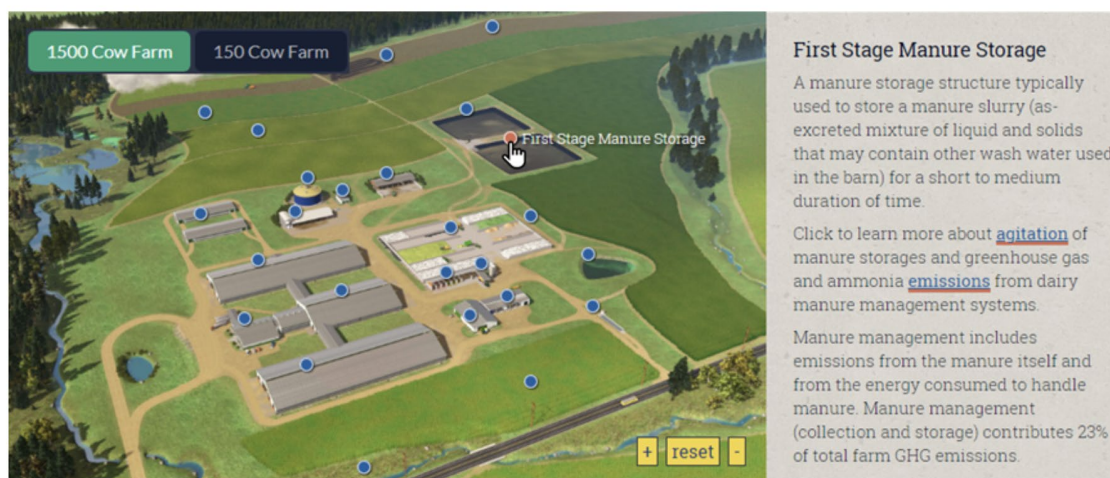 1500 Cow Farm
150 Cow Farm
First Stage Manure Storage
+
reset
-
First Stage Manure Storage
A manure storage structure typically
used to store a manure slurry (as-
excreted mixture of liquid and solids
that may contain other wash water used
in the barn) for a short to medium
duration of time.
Click to learn more about agitation of
manure storages and greenhouse gas
and ammonia emissions from dairy
manure management systems.
Manure management includes
emissions from the manure itself and
from the energy consumed to handle
manure. Manure management
(collection and storage) contributes 23%
of total farm GHG emissions.